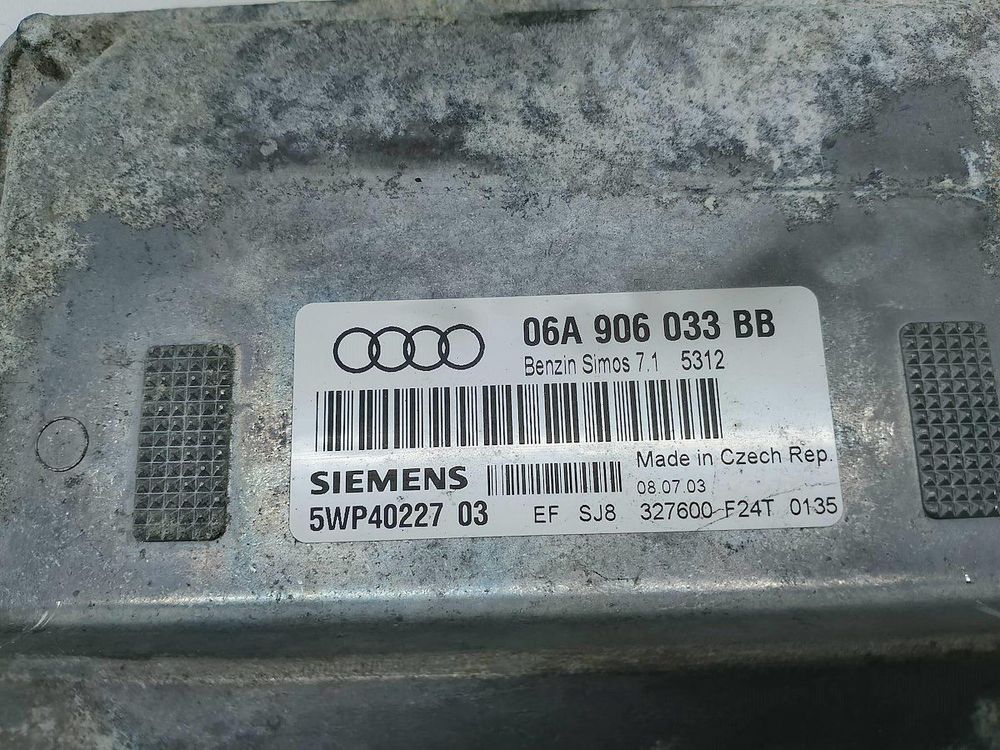 06A 906 033 BB
Benzin Simos 7.1 5312
SIEMENS
Made in Czech Rep.
08.07.03
5WP40227 03
EF SJ8 327600 F24T 0135